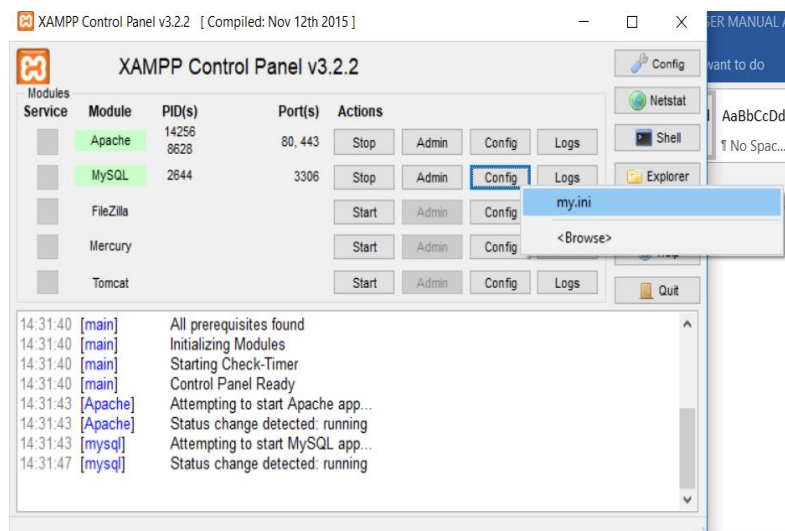 XAMPP Control Panel v3.2.2 [ Compiled: Nov 12th 2015 ]
SER MANUAL
want to do
AaBbCcDd
¶ No Spac...
XAMPP Control Panel v3.2.2
Config
Netstat
Shell
Explorer
Help
Quit
Modules
Service Module PID(s) Port(s) Actions
Apache 14256 8628 80, 443 Stop Admin Config Logs
MySQL 2644 3306 Stop Admin Config Logs
my.ini
<Browse>
FileZilla Start Admin Config
Mercury Start Admin Config
Tomcat Start Admin Config Logs
14:31:40 [main] All prerequisites found
14:31:40 [main] Initializing Modules
14:31:40 [main] Starting Check-Timer
14:31:40 [main] Control Panel Ready
14:31:43 [Apache] Attempting to start Apache app...
14:31:43 [Apache] Status change detected: running
14:31:43 [mysql] Attempting to start MySQL app...
14:31:47 [mysql] Status change detected: running